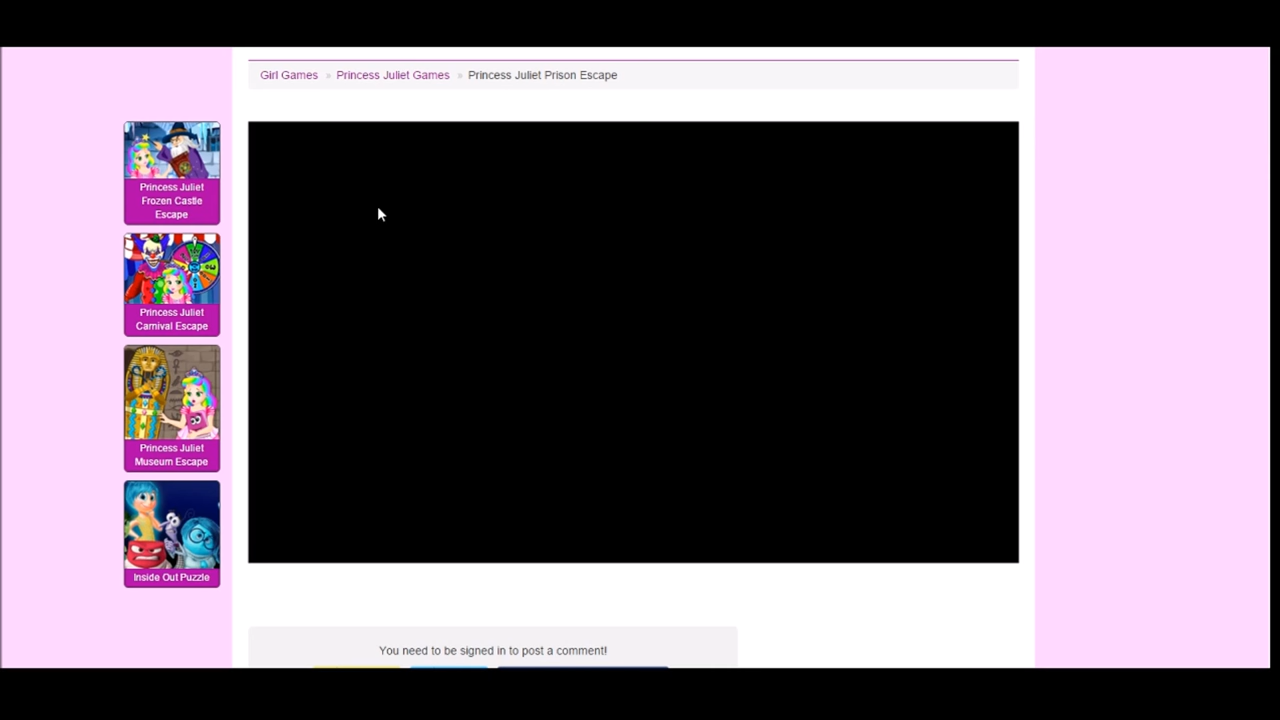 Girl Games » Princess Juliet Games » Princess Juliet Prison Escape
Princess Juliet
Frozen Castle
Escape
Princess Juliet
Carnival Escape
Princess Juliet
Museum Escape
Inside Out Puzzle
You need to be signed in to post a comment!